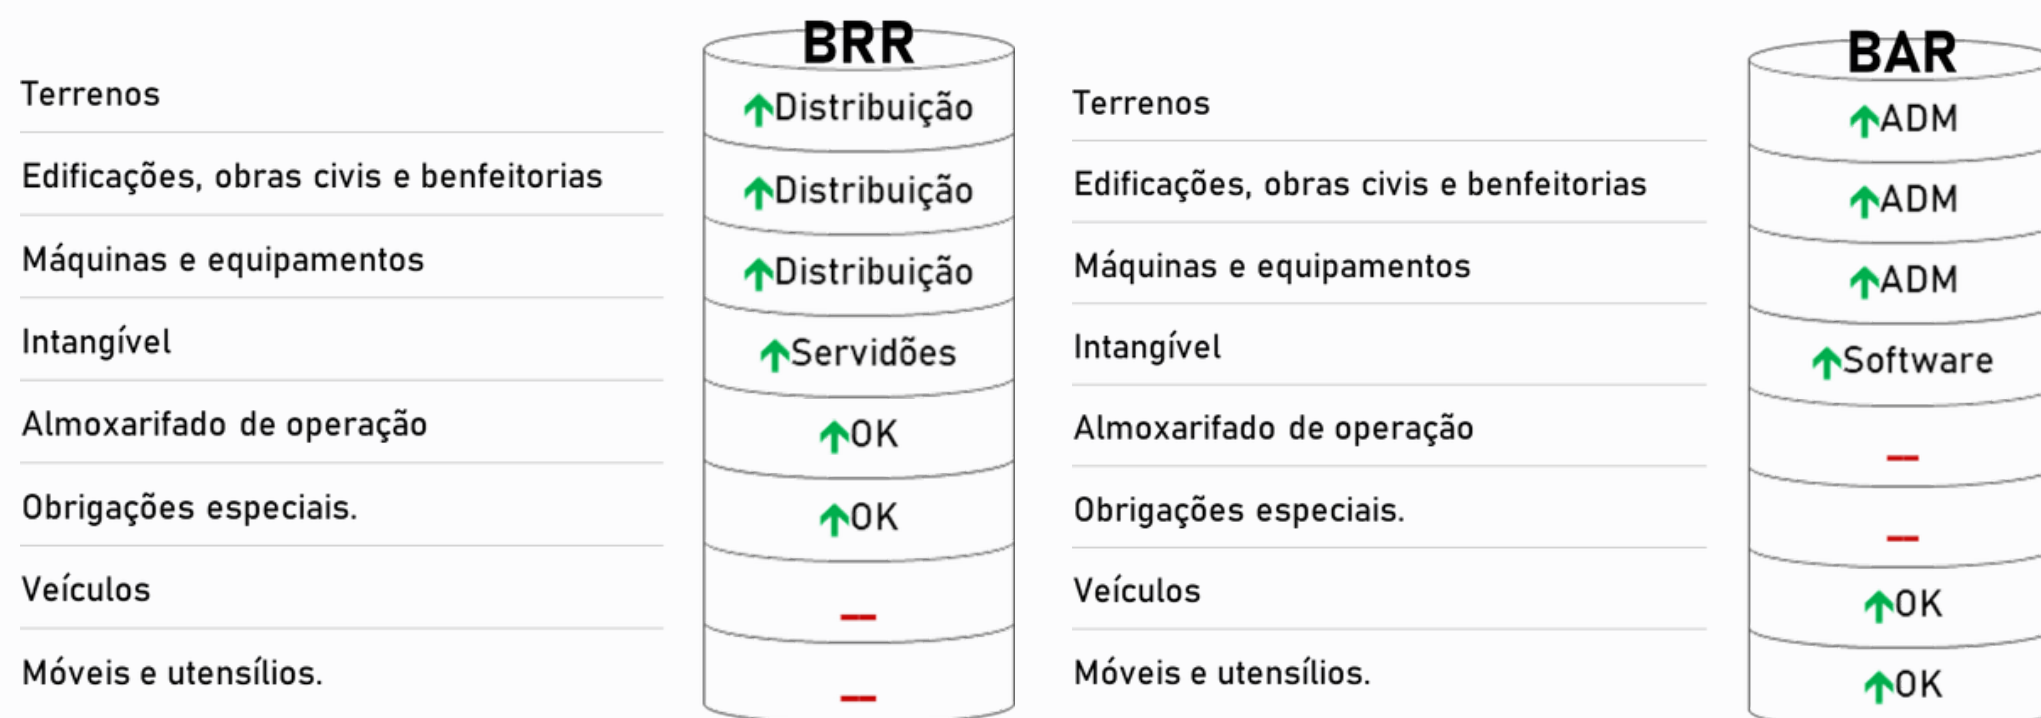 BRR
Terrenos
Distribuição
Edificações, obras civis e benfeitorias
Distribuição
Máquinas e equipamentos
Distribuição
Intangível
Servidões
Almoxarifado de operação
OK
Obrigações especiais.
OK
Veículos
—
Móveis e utensílios.
—
BAR
Terrenos
ADM
Edificações, obras civis e benfeitorias
ADM
Máquinas e equipamentos
ADM
Intangível
Software
Almoxarifado de operação
—
Obrigações especiais.
—
Veículos
OK
Móveis e utensílios.
OK